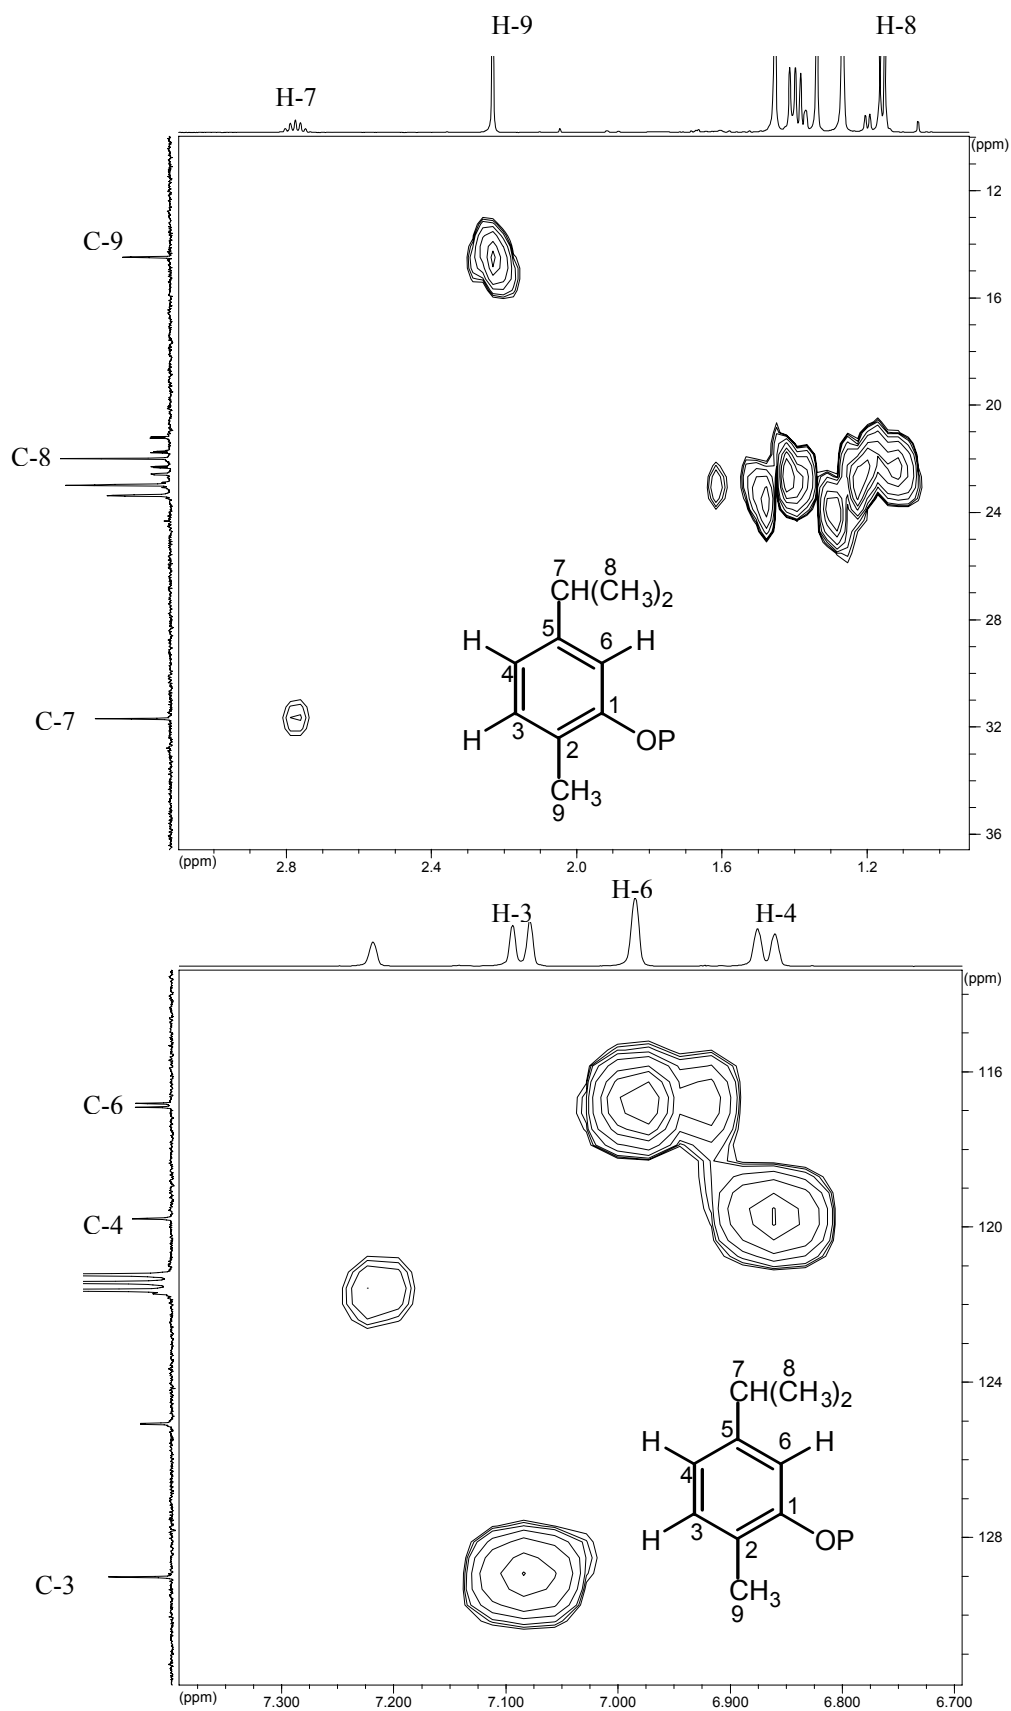 H-9
H-8
H-7
(ppm)
12
C-9
16
20
C-8
24
7 8
CH(CH3)2
28
5
H 6 H
4
C-7
1
32
H 3
2 OP
CH3
9
36
(ppm)
2.8 2.4 2.0 1.6 1.2
H-6
H-3 H-4
(ppm)
116
C-6
C-4
120
7 8
124
CH(CH3)2
5
H 6 H
4
1
128
H 3
2 OP
C-3
CH3
9
(ppm)
7.300 7.200 7.100 7.000 6.900 6.800 6.700